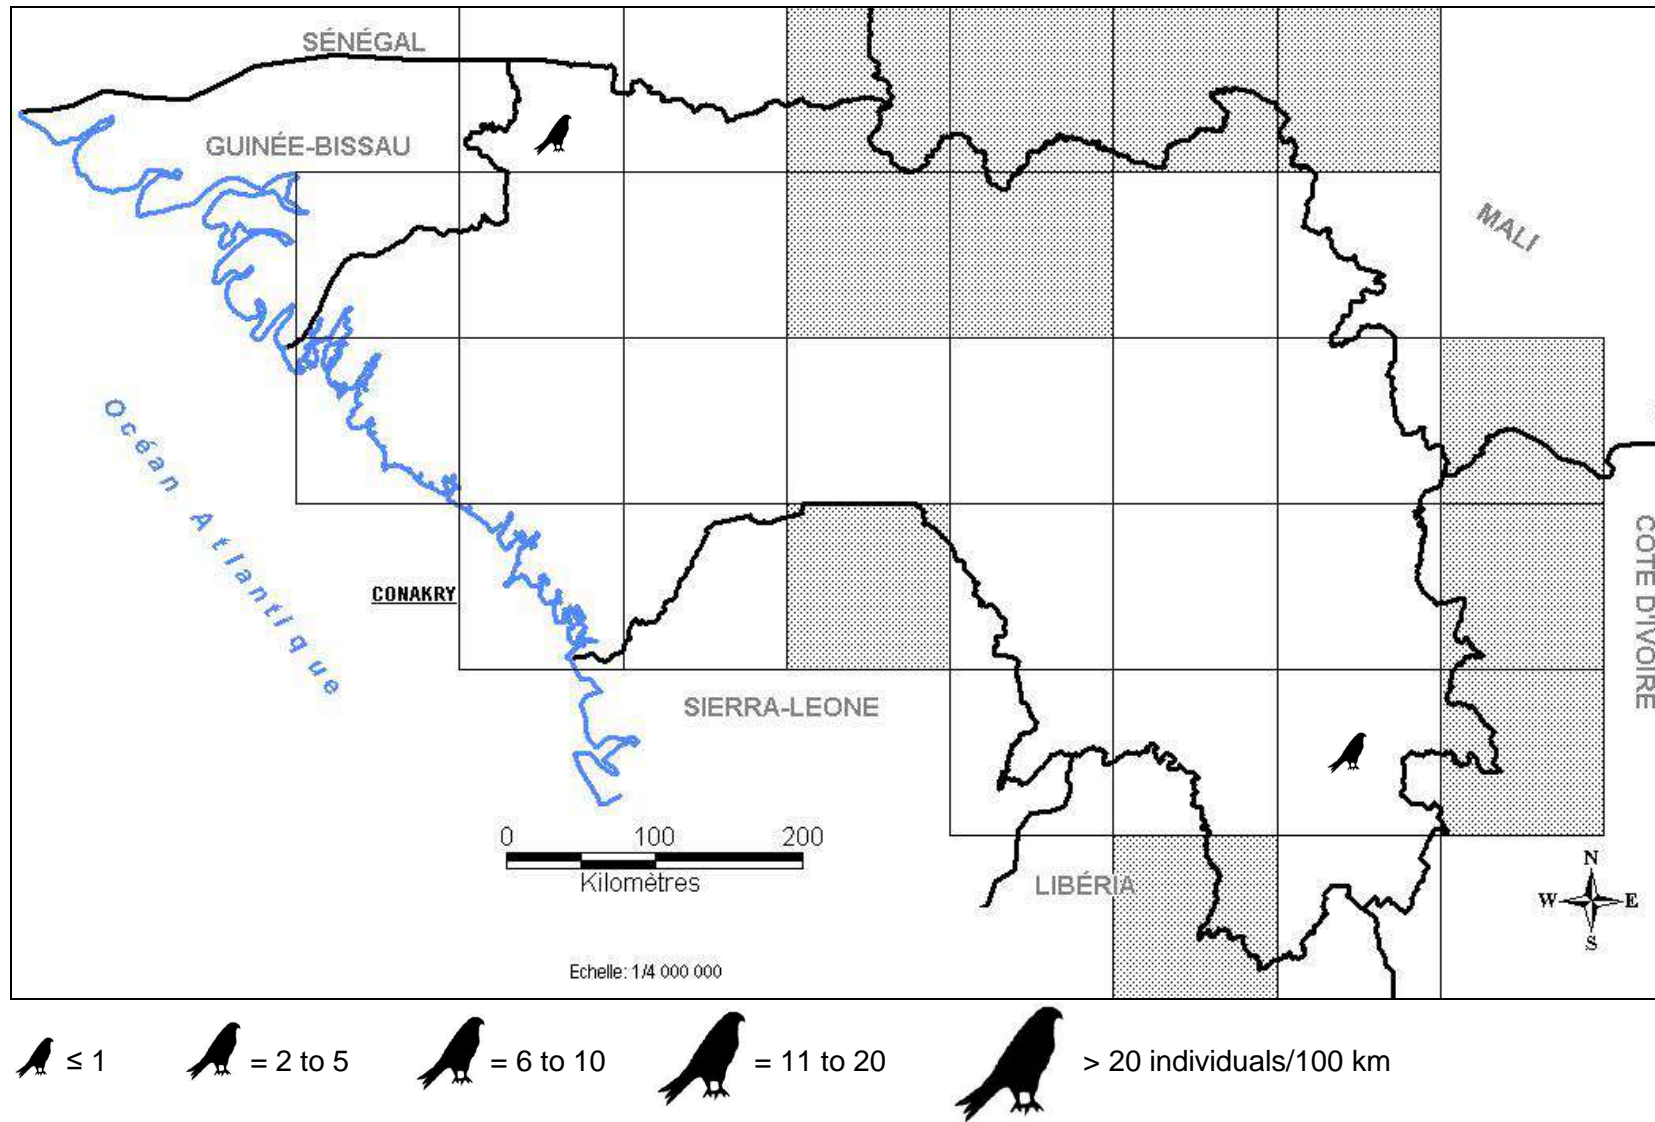 SÉNÉGAL
GUINÉE-BISSAU
MALI
Océan Atlantique
CONAKRY
COTE D'IVOIRE
SIERRA-LEONE
0 100 200
Kilomètres
LIBÉRIA
N
W E
S
Echelle: 1/4 000 000
≤ 1 = 2 to 5 = 6 to 10 = 11 to 20 > 20 individuals/100 km